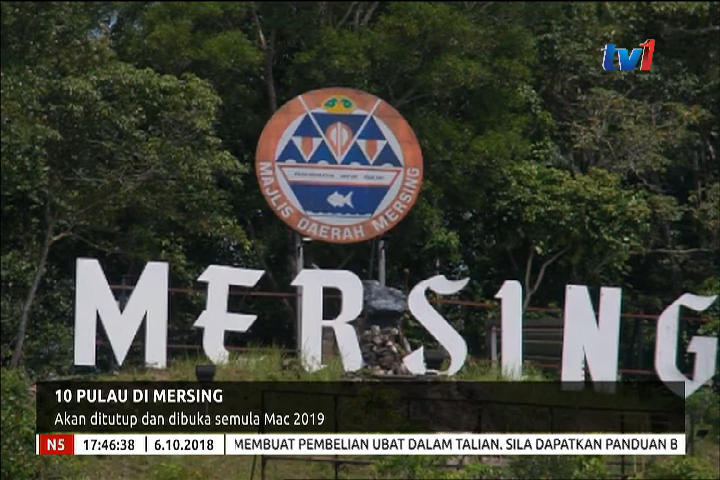 tv1
MAJLIS DAERAH MERSING
MERSING
10 PULAU DI MERSING
Akan ditutup dan dibuka semula Mac 2019
N5 17:46:38 6.10.2018 MEMBUAT PEMBELIAN UBAT DALAM TALIAN. SILA DAPATKAN PANDUAN B